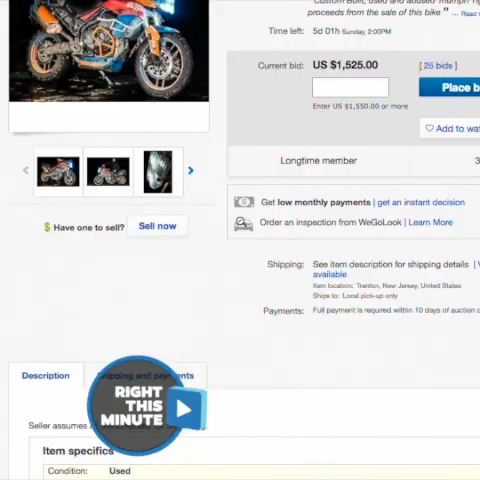 "Custom Built, used and abused Triumph Tig
proceeds from the sale of this bike " ... Read
Time left: 5d 01h Sunday, 2:00PM
Current bid: US $1,525.00 [ 25 bids ]
Place b
Enter US $1,550.00 or more
Add to wat
Longtime member 3
Get low monthly payments | get an instant decision
Order an inspection from WeGoLook | Learn More
$ Have one to sell? Sell now
Shipping: See item description for shipping details |
available
Item location: Trenton, New Jersey, United States
Ship to: Local pick-up only
Payments: Full payment is required within 10 days of auction c
Description Shipping and payments
RIGHT
THIS
MINUTE
Seller assumes
Item specifics
Condition: Used